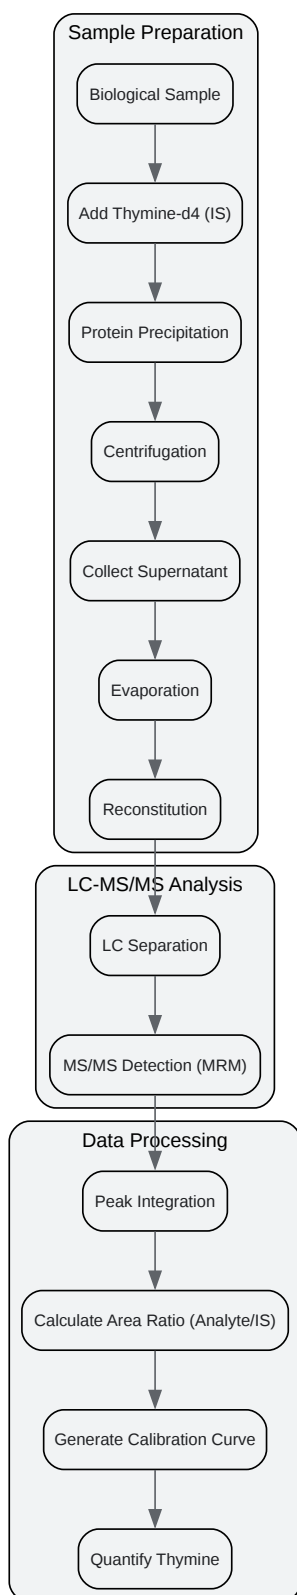 Sample Preparation
Biological Sample
Add Thymine-d4 (IS)
Protein Precipitation
Centrifugation
Collect Supernatant
Evaporation
Reconstitution
LC-MS/MS Analysis
LC Separation
MS/MS Detection (MRM)
Data Processing
Peak Integration
Calculate Area Ratio (Analyte/IS)
Generate Calibration Curve
Quantify Thymine